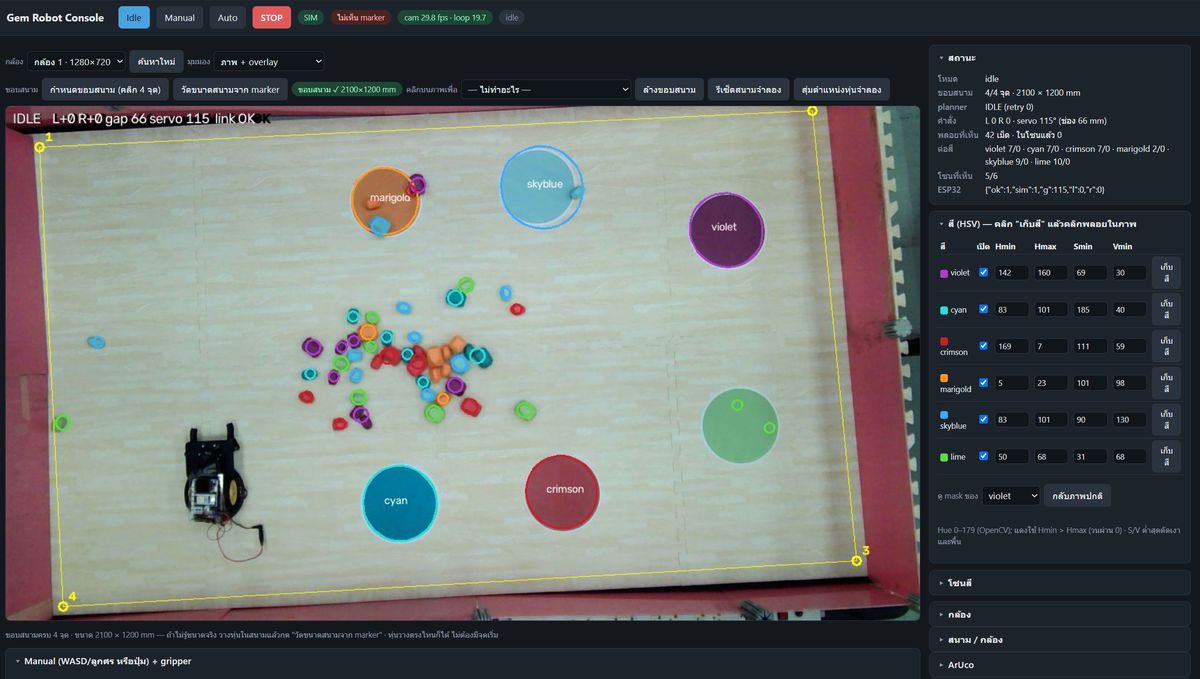 Gem Robot Console Idle Manual Auto STOP SIM ไม่เห็น marker cam 29.8 fps · loop 19.7 idle
กล้อง กล้อง 1 · 1280×720 ค้นหาใหม่ มุมมอง ภาพ + overlay
ขอบสนาม กำหนดขอบสนาม (คลิก 4 จุด) วัดขนาดสนามจาก marker ขอบสนาม ✓ 2100×1200 mm คลิกบนภาพเพื่อ — ไม่ทำอะไร — ล้างขอบสนาม รีเซ็ตสนามจำลอง สุ่มตำแหน่งหุ่นจำลอง
IDLE L+0 R+0 gap 66 servo 115 link OK
1
marigold
skyblue
violet
cyan
crimson
3
4
ขอบสนามครบ 4 จุด · ขนาด 2100 × 1200 mm — ถ้าไม่รู้ขนาดจริง วางหุ่นในสนามแล้วกด "วัดขนาดสนามจาก marker" · หุ่นวางตรงไหนก็ได้ ไม่ต้องมีจุดเริ่ม
Manual (WASD/ลูกศร หรือปุ่ม) + gripper
สถานะ
โหมด idle
ขอบสนาม 4/4 จุด · 2100 × 1200 mm
planner IDLE (retry 0)
คำสั่ง L 0 R 0 · servo 115° (ช่อง 66 mm)
พลอยที่เห็น 42 เม็ด · ในโซนแล้ว 0
ต่อสี violet 7/0 · cyan 7/0 · crimson 7/0 · marigold 2/0 ·
skyblue 9/0 · lime 10/0
โซนที่เห็น 5/6
ESP32 {"ok":1,"sim":1,"g":115,"l":0,"r":0}
สี (HSV) — คลิก "เก็บสี" แล้วคลิกพลอยในภาพ
สี เปิด Hmin Hmax Smin Vmin
violet 142 160 69 30 เก็บสี
cyan 83 101 185 40 เก็บสี
crimson 169 7 111 59 เก็บสี
marigold 5 23 101 98 เก็บสี
skyblue 83 101 90 130 เก็บสี
lime 50 68 31 68 เก็บสี
ดู mask ของ violet กลับภาพปกติ
Hue 0–179 (OpenCV); แดงใช้ Hmin > Hmax (วนผ่าน 0) · S/V ต่ำสุดตัดเงา
และพื้น
โซนสี
กล้อง
สนาม / กล้อง
ArUco